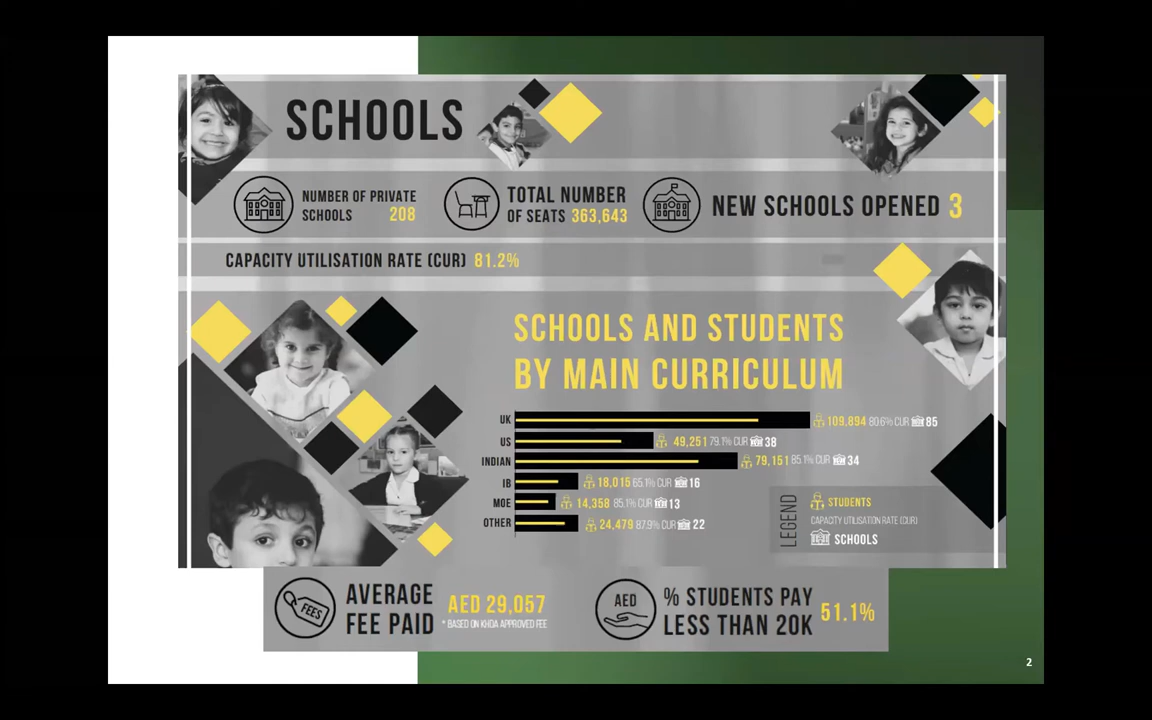 SCHOOLS
NUMBER OF PRIVATE
SCHOOLS 208
TOTAL NUMBER
OF SEATS 363,643
NEW SCHOOLS OPENED 3
CAPACITY UTILISATION RATE (CUR) 81.2%
SCHOOLS AND STUDENTS
BY MAIN CURRICULUM
UK 109,894 80.6% CUR 85
US 49,251 79.1% CUR 38
INDIAN 79,151 85.1% CUR 34
IB 18,015 65.1% CUR 16
MOE 14,358 85.1% CUR 13
OTHER 24,479 87.9% CUR 22
LEGEND
STUDENTS
CAPACITY UTILISATION RATE (CUR)
SCHOOLS
FEES
AVERAGE
FEE PAID
AED 29,057
* BASED ON KHDA APPROVED FEE
AED
% STUDENTS PAY
LESS THAN 20K
51.1%
2